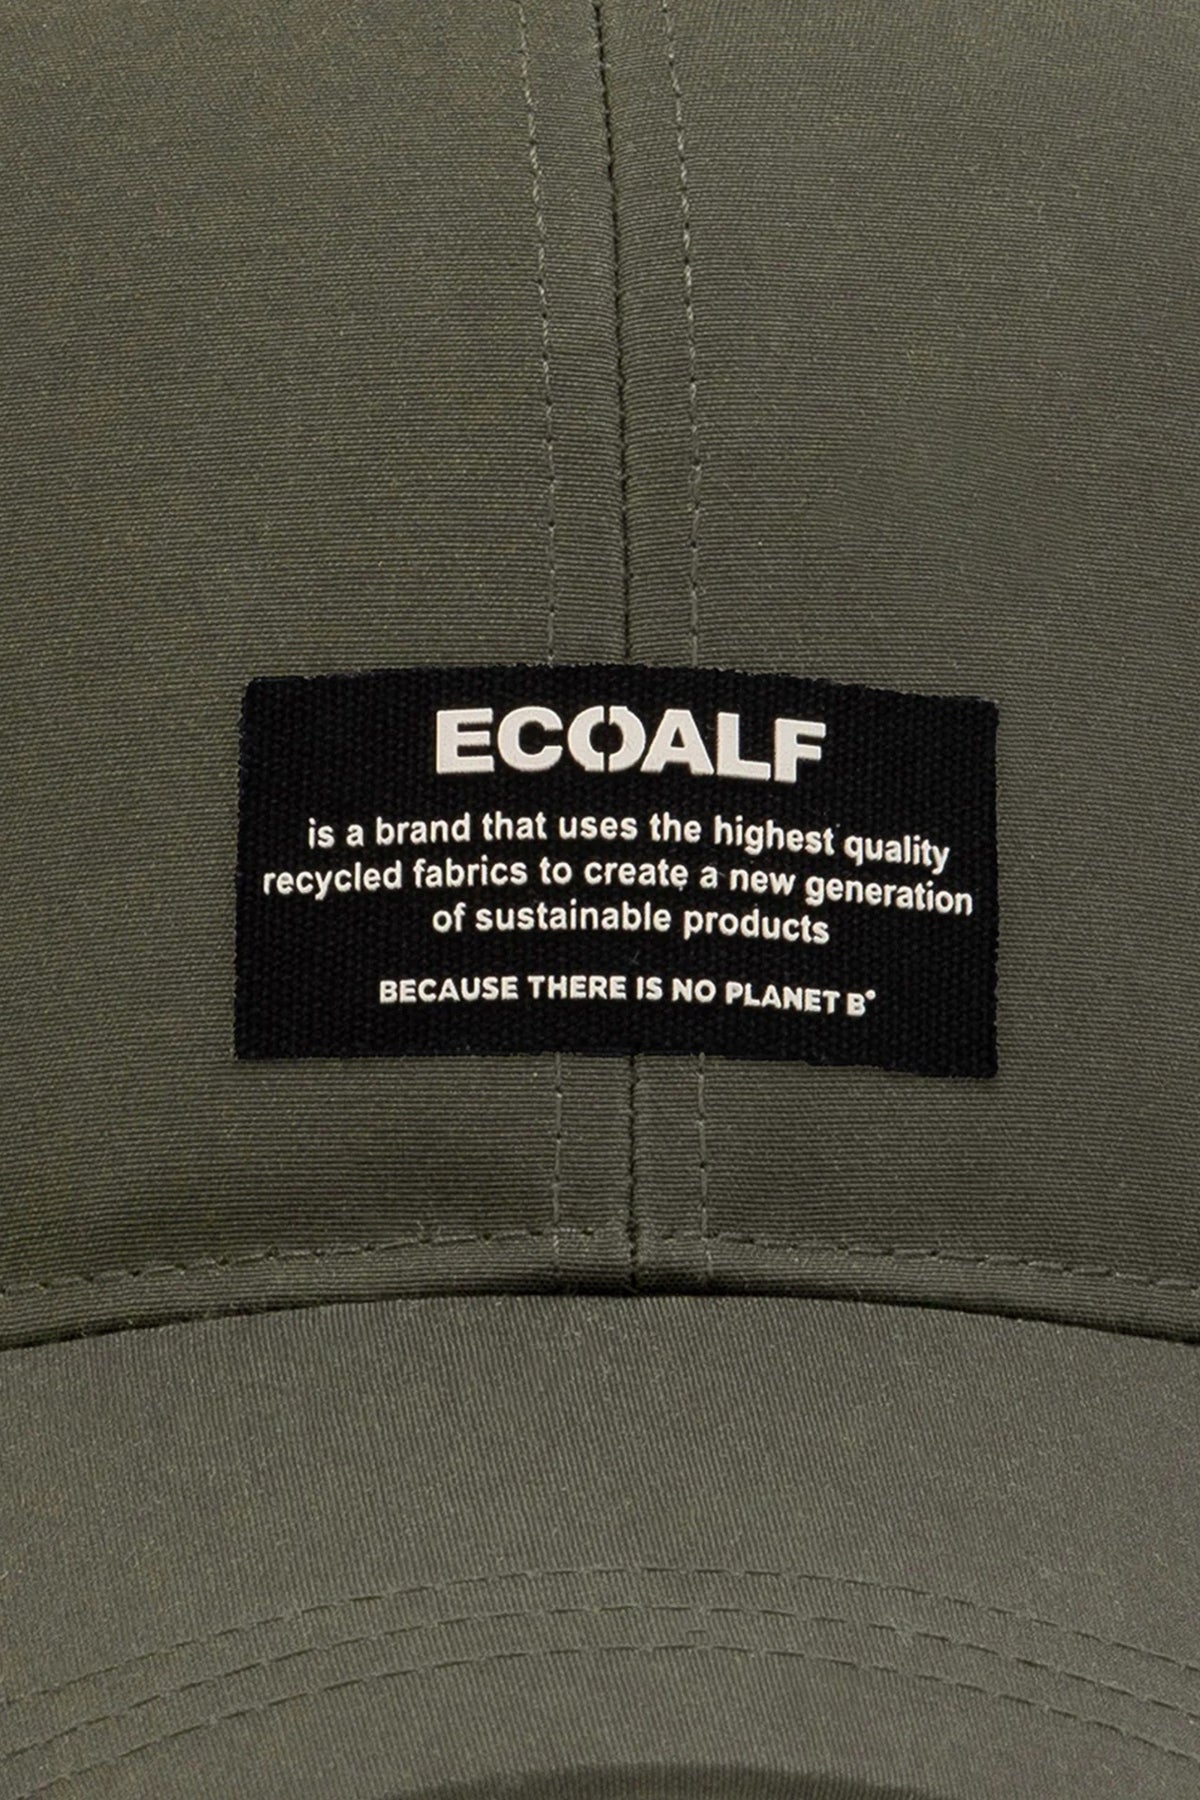 ECOALF
is a brand that uses the highest quality
recycled fabrics to create a new generation
of sustainable products
BECAUSE THERE IS NO PLANET B®